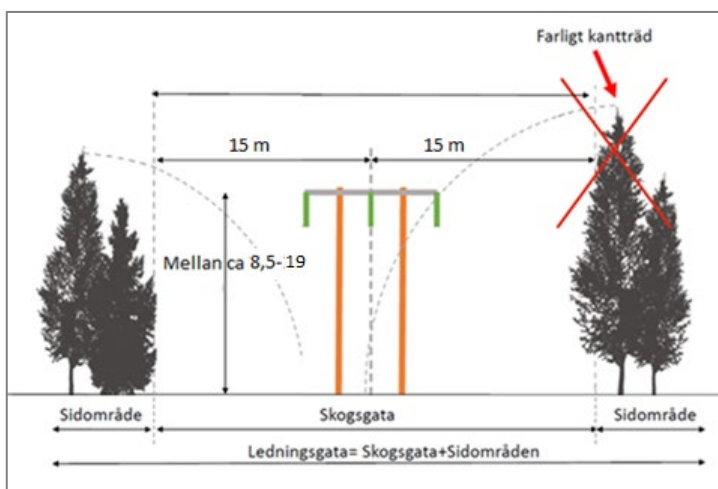 Farligt kantträd
15 m
15 m
Mellan ca 8,5-19
Sidområde
Skogsgata
Sidområde
Ledningsgata= Skogsgata+Sidområden